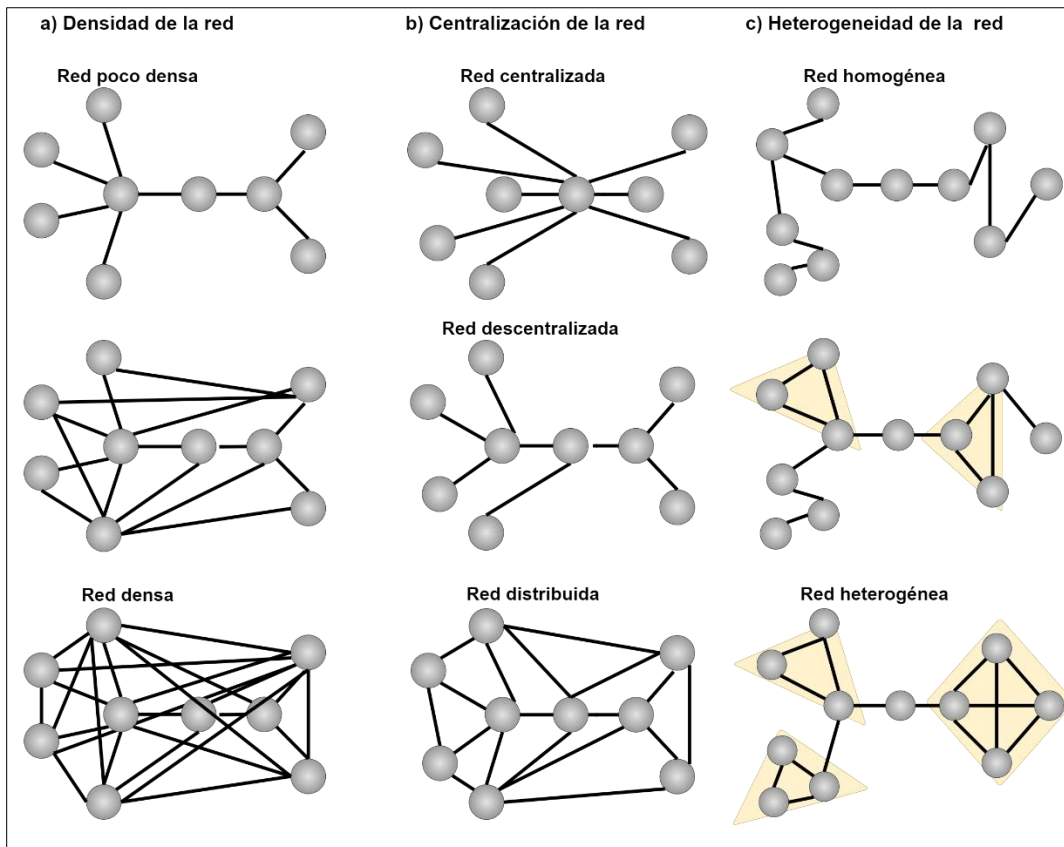 a) Densidad de la red
b) Centralización de la red
c) Heterogeneidad de la red
Red poco densa
Red centralizada
Red homogénea
Red descentralizada
Red densa
Red distribuida
Red heterogénea